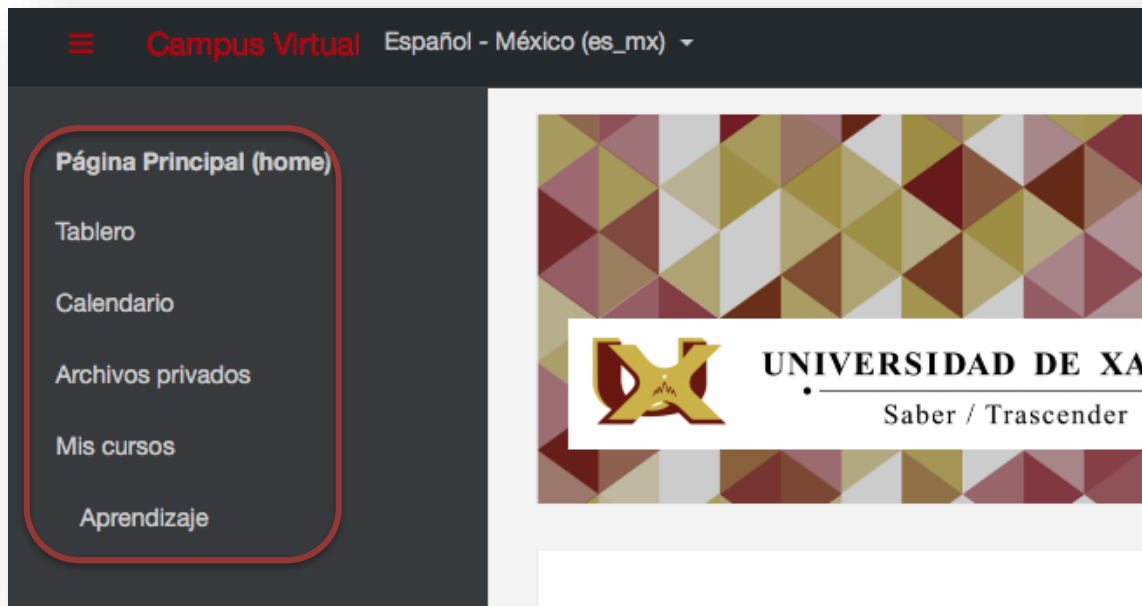 Campus Virtual Español - México (es_mx)
Página Principal (home)
Tablero
Calendario
Archivos privados
Mis cursos
Aprendizaje
UNIVERSIDAD DE XA
Saber / Trascender